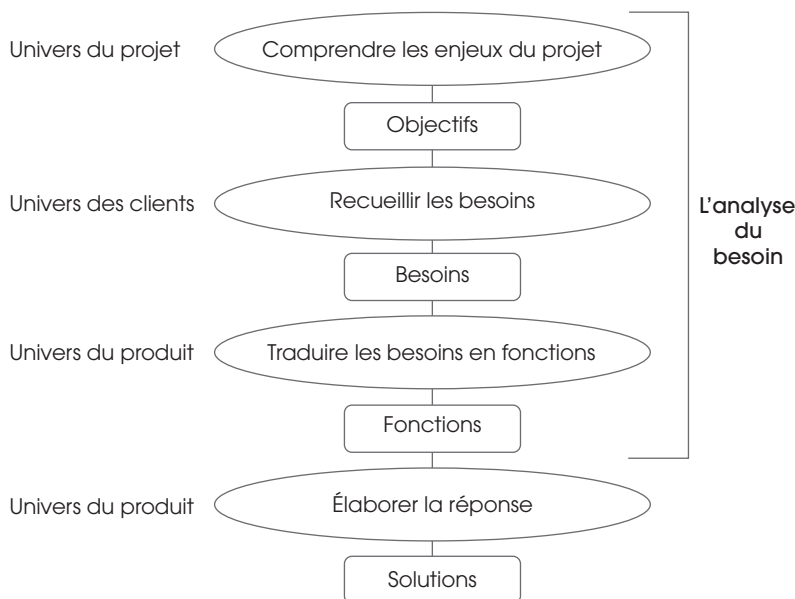 Univers du projet
Comprendre les enjeux du projet
Objectifs
Univers des clients
Recueillir les besoins
L'analyse
du
besoin
Besoins
Univers du produit
Traduire les besoins en fonctions
Fonctions
Univers du produit
Élaborer la réponse
Solutions